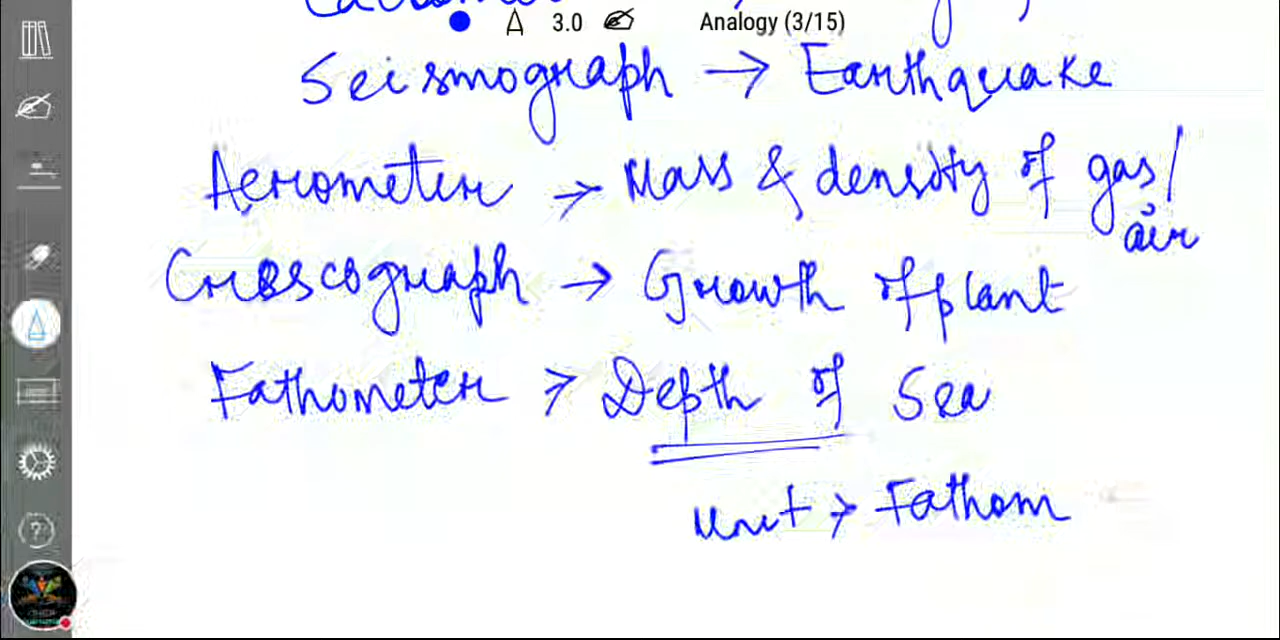 3.0 Analogy (3/15)
Seismograph → Earthquake
Aerometer → Mass & density of gas/
air
Crescograph → Growth of plant
Fathometer → Depth of Sea
Unit → Fathom